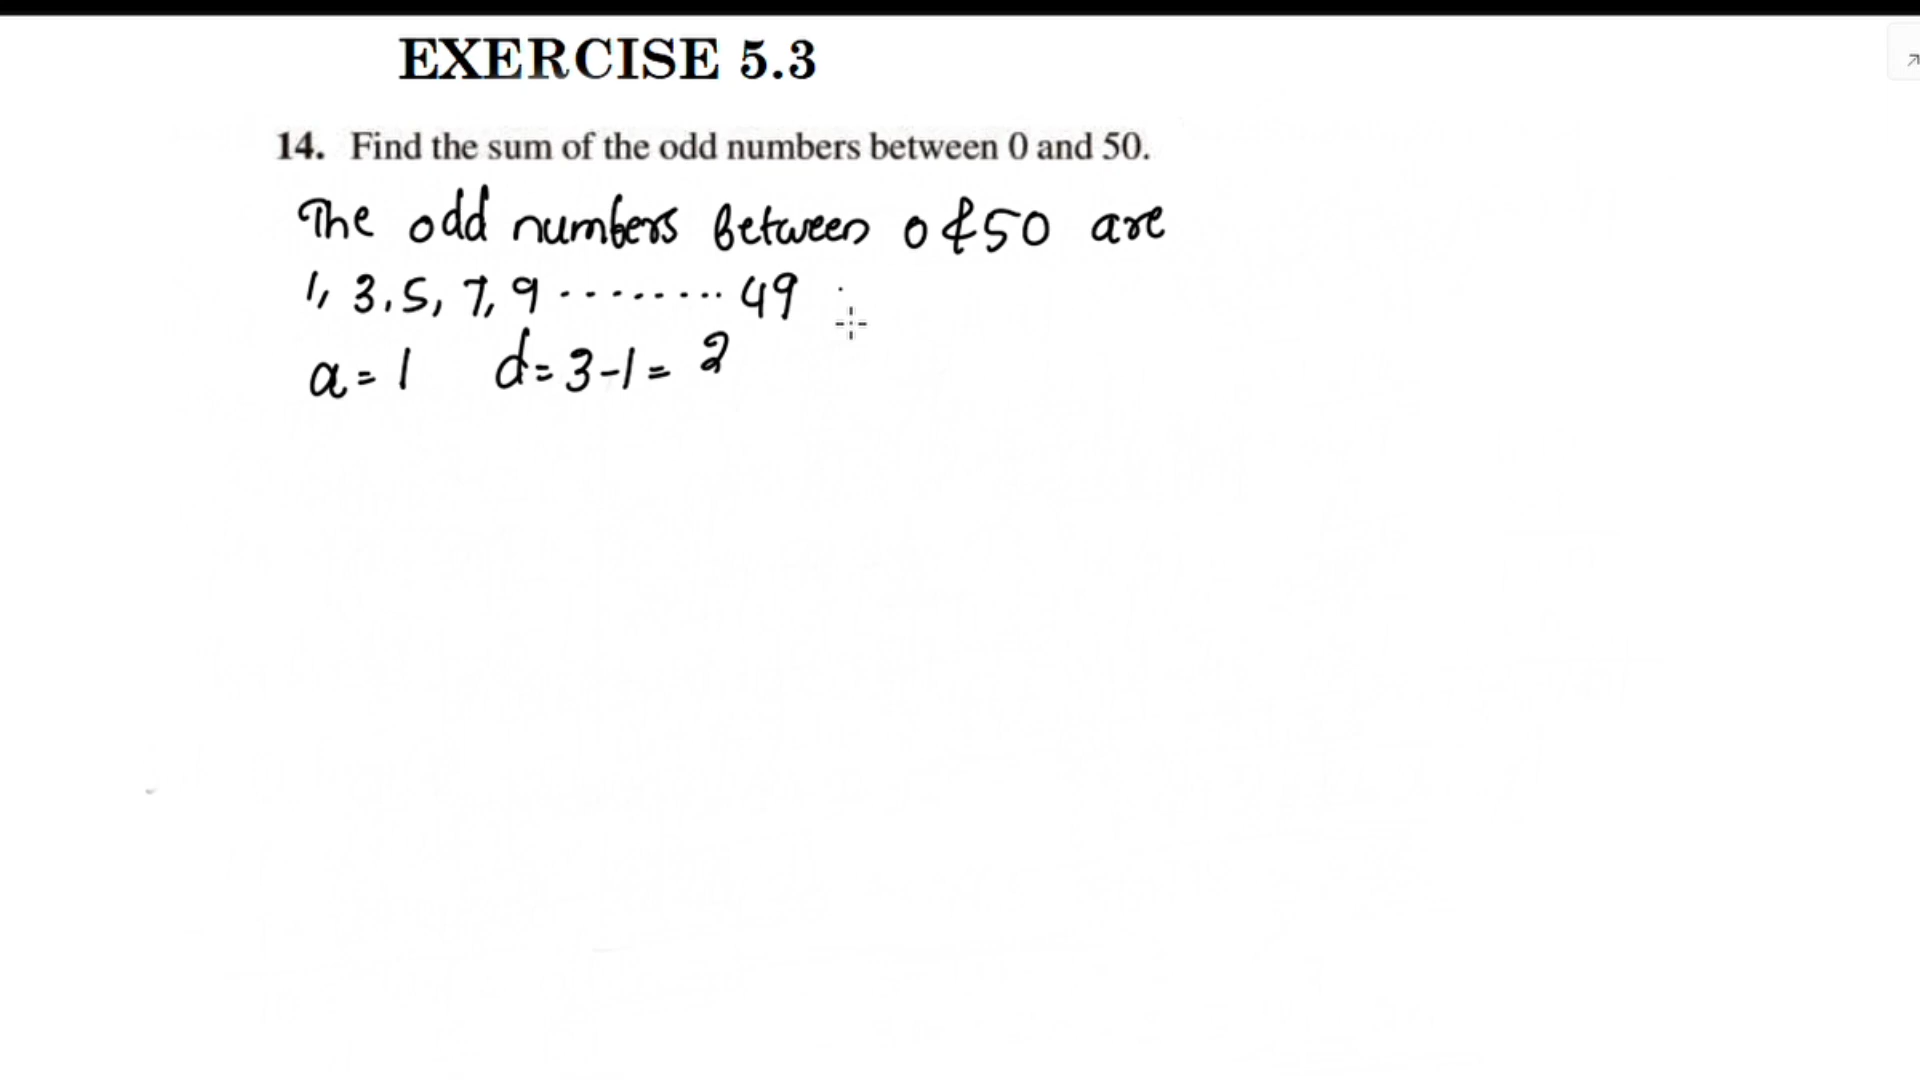 EXERCISE 5.3
14. Find the sum of the odd numbers between 0 and 50.
The odd numbers between 0 & 50 are
1, 3, 5, 7, 9 ......... 49
a = 1 d = 3 - 1 = 2